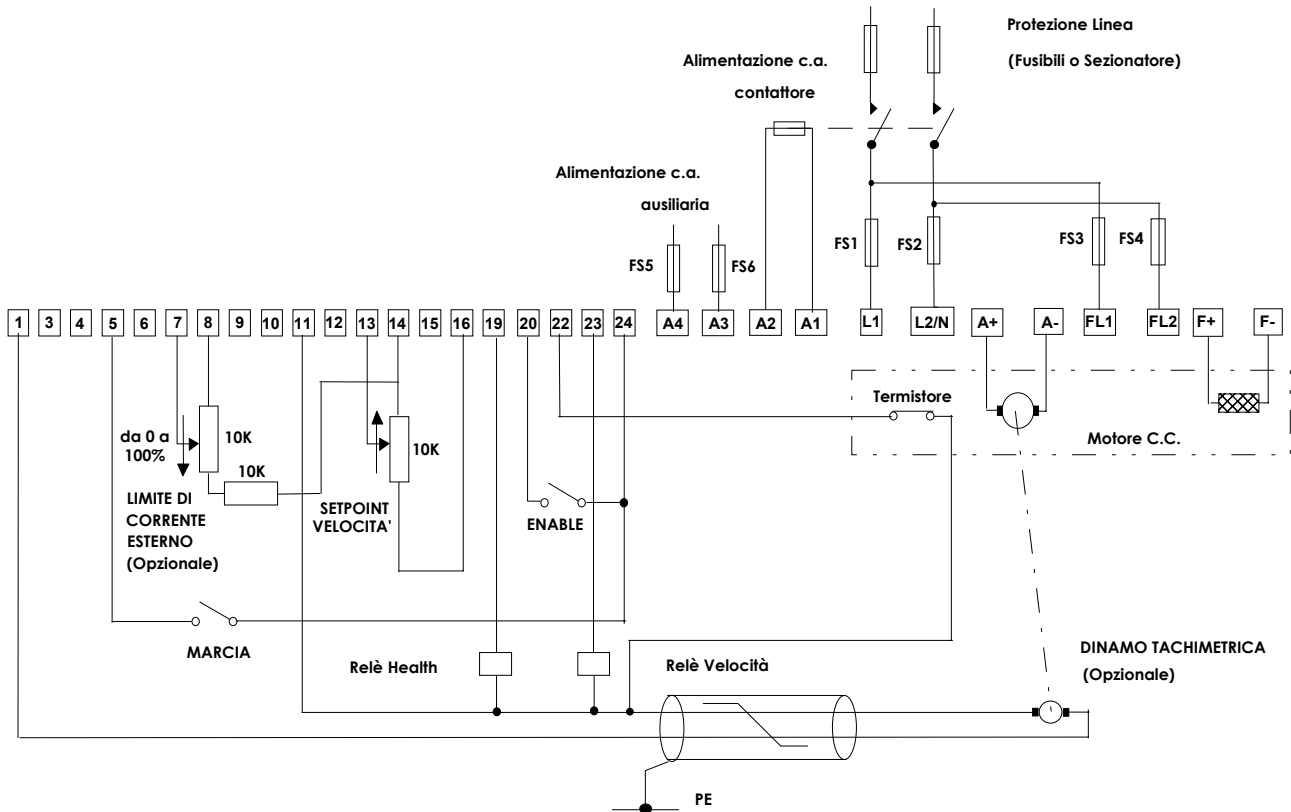 Protezione Linea
(Fusibili o Sezionatore)
Alimentazione c.a.
contattore
Alimentazione c.a.
ausiliaria
FS5
FS6
FS1
FS2
FS3
FS4
1 3 4 5 6 7 8 9 10 11 12 13 14 15 16 19 20 22 23 24 A4 A3 A2 A1 L1 L2/N A+ A- FL1 FL2 F+ F-
Termistore
Motore C.C.
da 0 a
100%
10K
10K
10K
LIMITE DI
CORRENTE
ESTERNO
(Opzionale)
SETPOINT
VELOCITA'
ENABLE
MARCIA
Relè Health
Relè Velocità
DINAMO TACHIMETRICA
(Opzionale)
PE